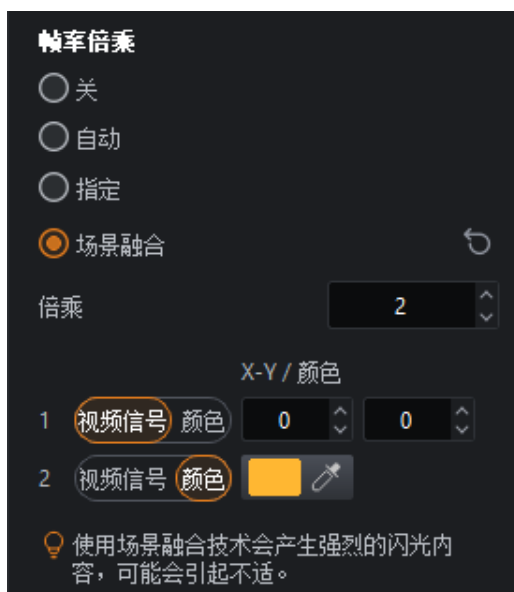 帧率倍乘
关
自动
指定
场景融合
倍乘 2
X-Y / 颜色
1 视频信号 颜色 0 0
2 视频信号 颜色
使用场景融合技术会产生强烈的闪光内
容，可能会引起不适。